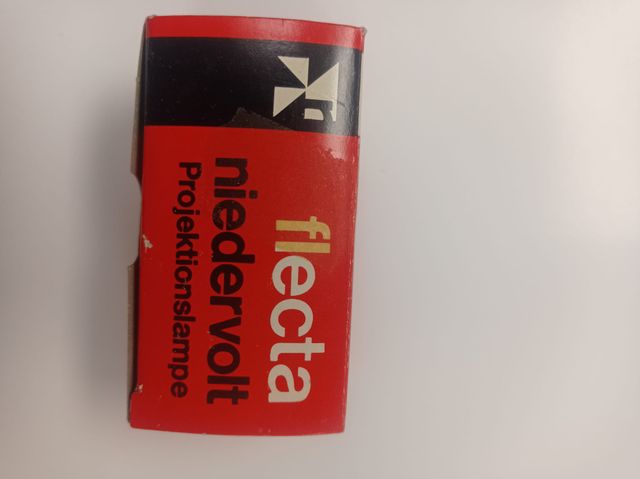 flecta
niedervolt
Projektionslampe